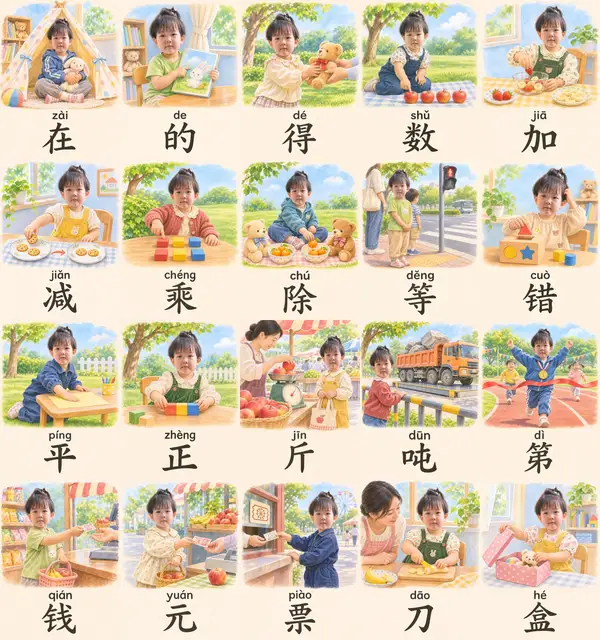 zài de dé shǔ jiā
在 的 得 数 加
jiǎn chéng chú děng cuò
减 乘 除 等 错
píng zhèng jīn dūn dì
平 正 斤 吨 第
qián yuán piào dāo hé
钱 元 票 刀 盒